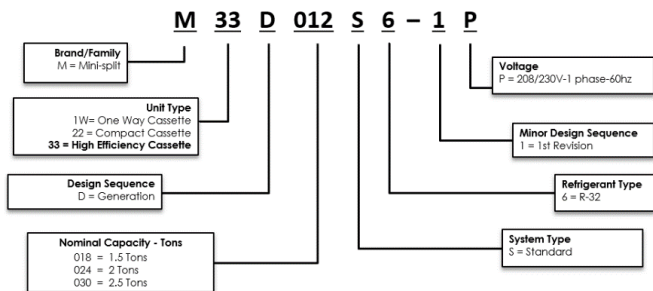 M 33 D 012 S 6 – 1 P
Brand/Family
M = Mini-split
Voltage
P = 208/230V-1 phase-60hz
Unit Type
1W= One Way Cassette
22 = Compact Cassette
33 = High Efficiency Cassette
Minor Design Sequence
1 = 1st Revision
Design Sequence
D = Generation
Refrigerant Type
6 = R-32
Nominal Capacity - Tons
018 = 1.5 Tons
024 = 2 Tons
030 = 2.5 Tons
System Type
S = Standard